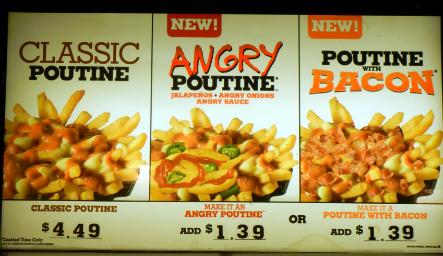 CLASSIC
POUTINE
CLASSIC POUTINE
$4.49
*Limited Time Only
NEW!
ANGRY
POUTINE*
JALAPEÑOS • ANGRY ONIONS
ANGRY SAUCE
MAKE IT AN
ANGRY POUTINE*
ADD $1.39
OR
NEW!
POUTINE
WITH
BACON*
MAKE IT A
POUTINE WITH BACON
ADD $1.39